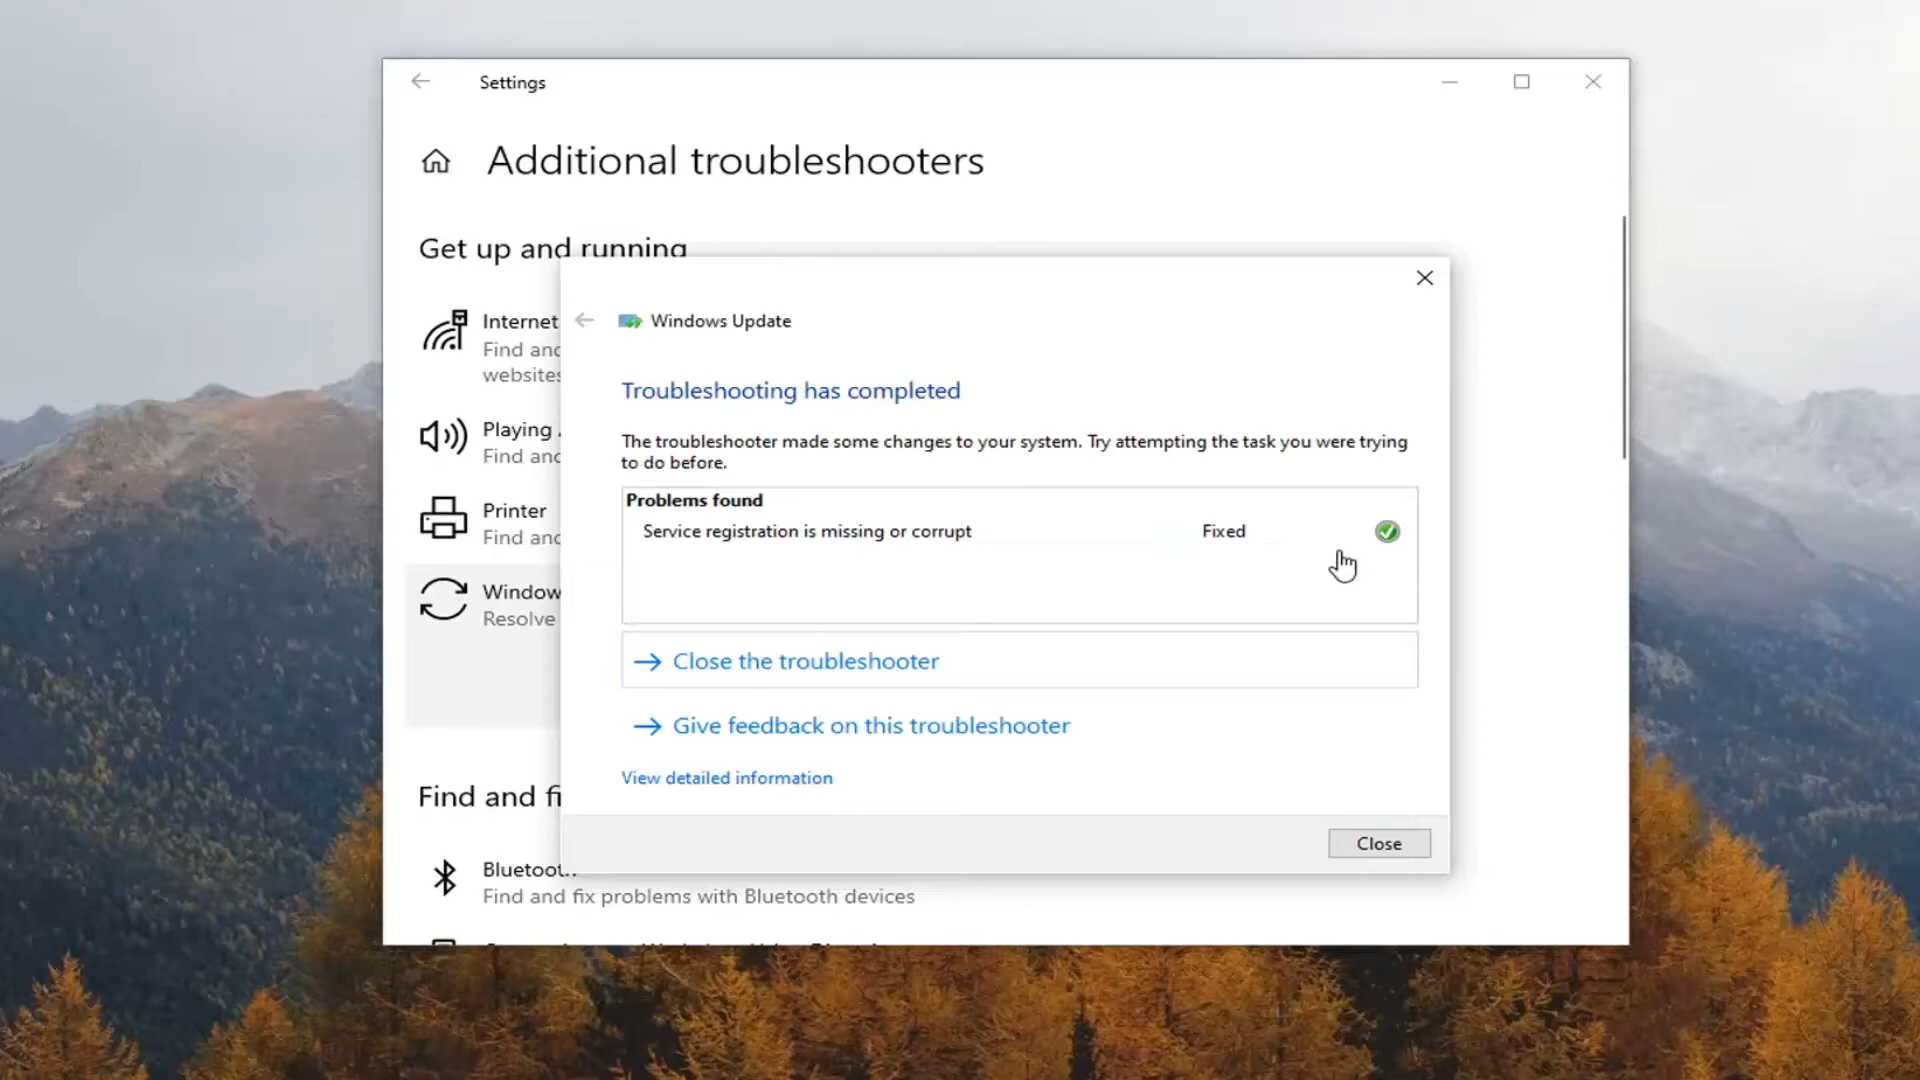 Settings
Additional troubleshooters
Get up and running
Internet
Find and
websites
Playing
Find and
Printer
Find and
Window
Resolve
Find and fi
Bluetooth
Find and fix problems with Bluetooth devices
Windows Update
Troubleshooting has completed
The troubleshooter made some changes to your system. Try attempting the task you were trying
to do before.
Problems found
Service registration is missing or corrupt Fixed
Close the troubleshooter
Give feedback on this troubleshooter
View detailed information
Close